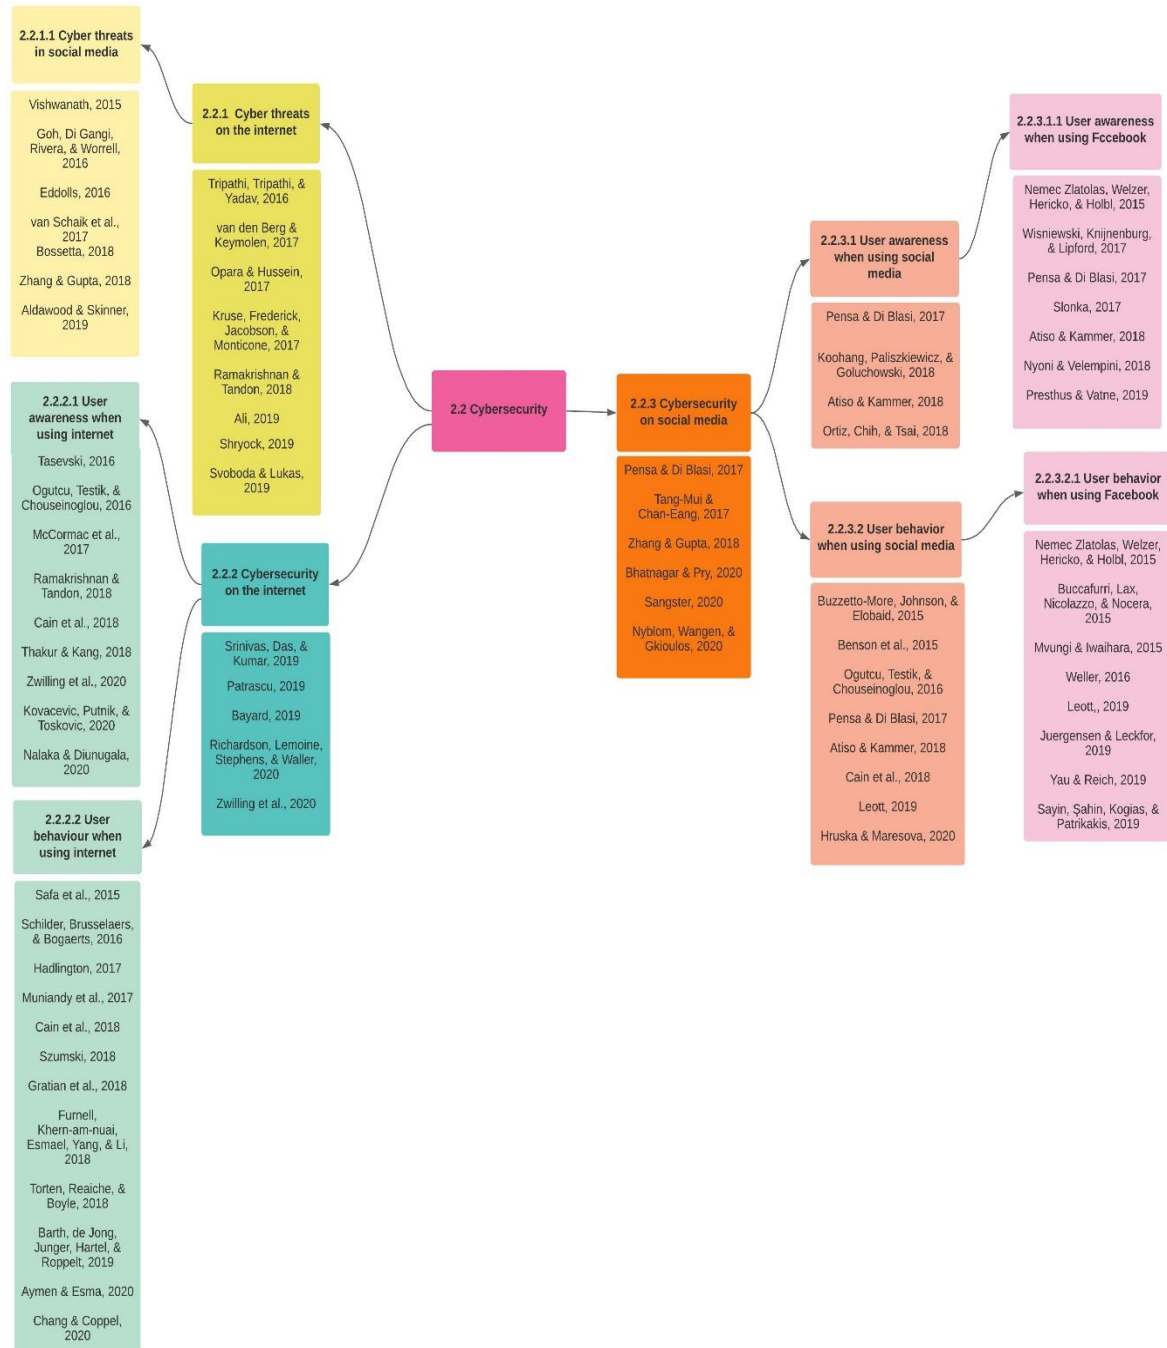 2.2.1.1 Cyber threats
in social media
Vishwanath, 2015
Goh, Di Gangi,
Rivera, & Worrell,
2016
Eddolls, 2016
van Schaik et al.,
2017
Bossetta, 2018
Zhang & Gupta, 2018
Aldawood & Skinner,
2019
2.2.1 Cyber threats
on the internet
Tripathi, Tripathi, &
Yadav, 2016
van den Berg &
Keymolen, 2017
Opara & Hussein,
2017
Kruse, Frederick,
Jacobson, &
Monticone, 2017
Ramakrishnan &
Tandon, 2018
Ali, 2019
Shryock, 2019
Svoboda & Lukas,
2019
2.2.2.1 User
awareness when
using internet
Tasevski, 2016
Ogutcu, Testik, &
Chouseinoglou, 2016
McCormac et al.,
2017
Ramakrishnan &
Tandon, 2018
Cain et al., 2018
Thakur & Kang, 2018
Zwilling et al., 2020
Kovacevic, Putnik, &
Toskovic, 2020
Nalaka & Diunugala,
2020
2.2.2 Cybersecurity
on the internet
Srinivas, Das, &
Kumar, 2019
Patrascu, 2019
Bayard, 2019
Richardson, Lemoine,
Stephens, & Waller,
2020
Zwilling et al., 2020
2.2.2.2 User
behaviour when
using internet
Safa et al., 2015
Schilder, Brusselaers,
& Bogaerts, 2016
Hadlington, 2017
Muniandy et al., 2017
Cain et al., 2018
Szumski, 2018
Gratian et al., 2018
Furnell,
Khern-am-nuai,
Esmael, Yang, & Li,
2018
Torten, Reaiche, &
Boyle, 2018
Barth, de Jong,
Junger, Hartel, &
Roppelt, 2019
Aymen & Esma, 2020
Chang & Coppel,
2020
2.2 Cybersecurity
2.2.3 Cybersecurity
on social media
Pensa & Di Blasi, 2017
Tang-Mui &
Chan-Eang, 2017
Zhang & Gupta, 2018
Bhatnagar & Pry, 2020
Sangster, 2020
Nyblom, Wangen, &
Gkioulos, 2020
2.2.3.1 User awareness
when using social
media
Pensa & Di Blasi, 2017
Koohang, Paliszkiewicz, &
Goluchowski, 2018
Atiso & Kammer, 2018
Ortiz, Chih, & Tsai, 2018
2.2.3.2 User behavior
when using social media
Buzzetto-More, Johnson, &
Elobaid, 2015
Benson et al., 2015
Ogutcu, Testik, &
Chouseinoglou, 2016
Pensa & Di Blasi, 2017
Atiso & Kammer, 2018
Cain et al., 2018
Leott, 2019
Hruska & Maresova, 2020
2.2.3.1.1 User awareness
when using Fccebook
Nemec Zlatolas, Welzer,
Hericko, & Holbl, 2015
Wisniewski, Knijnenburg,
& Lipford, 2017
Pensa & Di Blasi, 2017
Slonka, 2017
Atiso & Kammer, 2018
Nyoni & Velempini, 2018
Presthus & Vatne, 2019
2.2.3.2.1 User behavior
when using Facebook
Nemec Zlatolas, Welzer,
Hericko, & Holbl, 2015
Buccafurri, Lax,
Nicolazzo, & Nocera,
2015
Mvungi & Iwaihara, 2015
Weller, 2016
Leott,, 2019
Juergensen & Leckfor,
2019
Yau & Reich, 2019
Sayin, Şahin, Kogias, &
Patrikakis, 2019